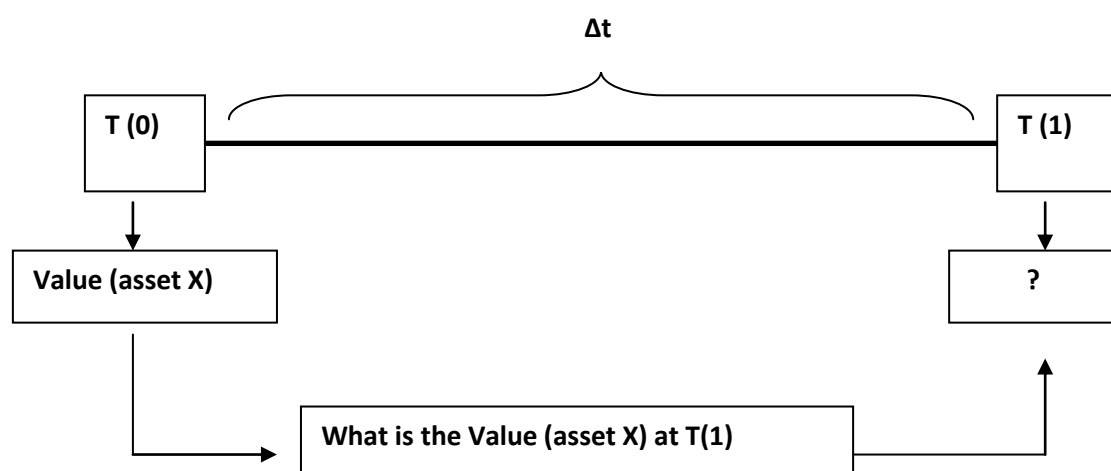 Δt
T (0)
T (1)
Value (asset X)
?
What is the Value (asset X) at T(1)